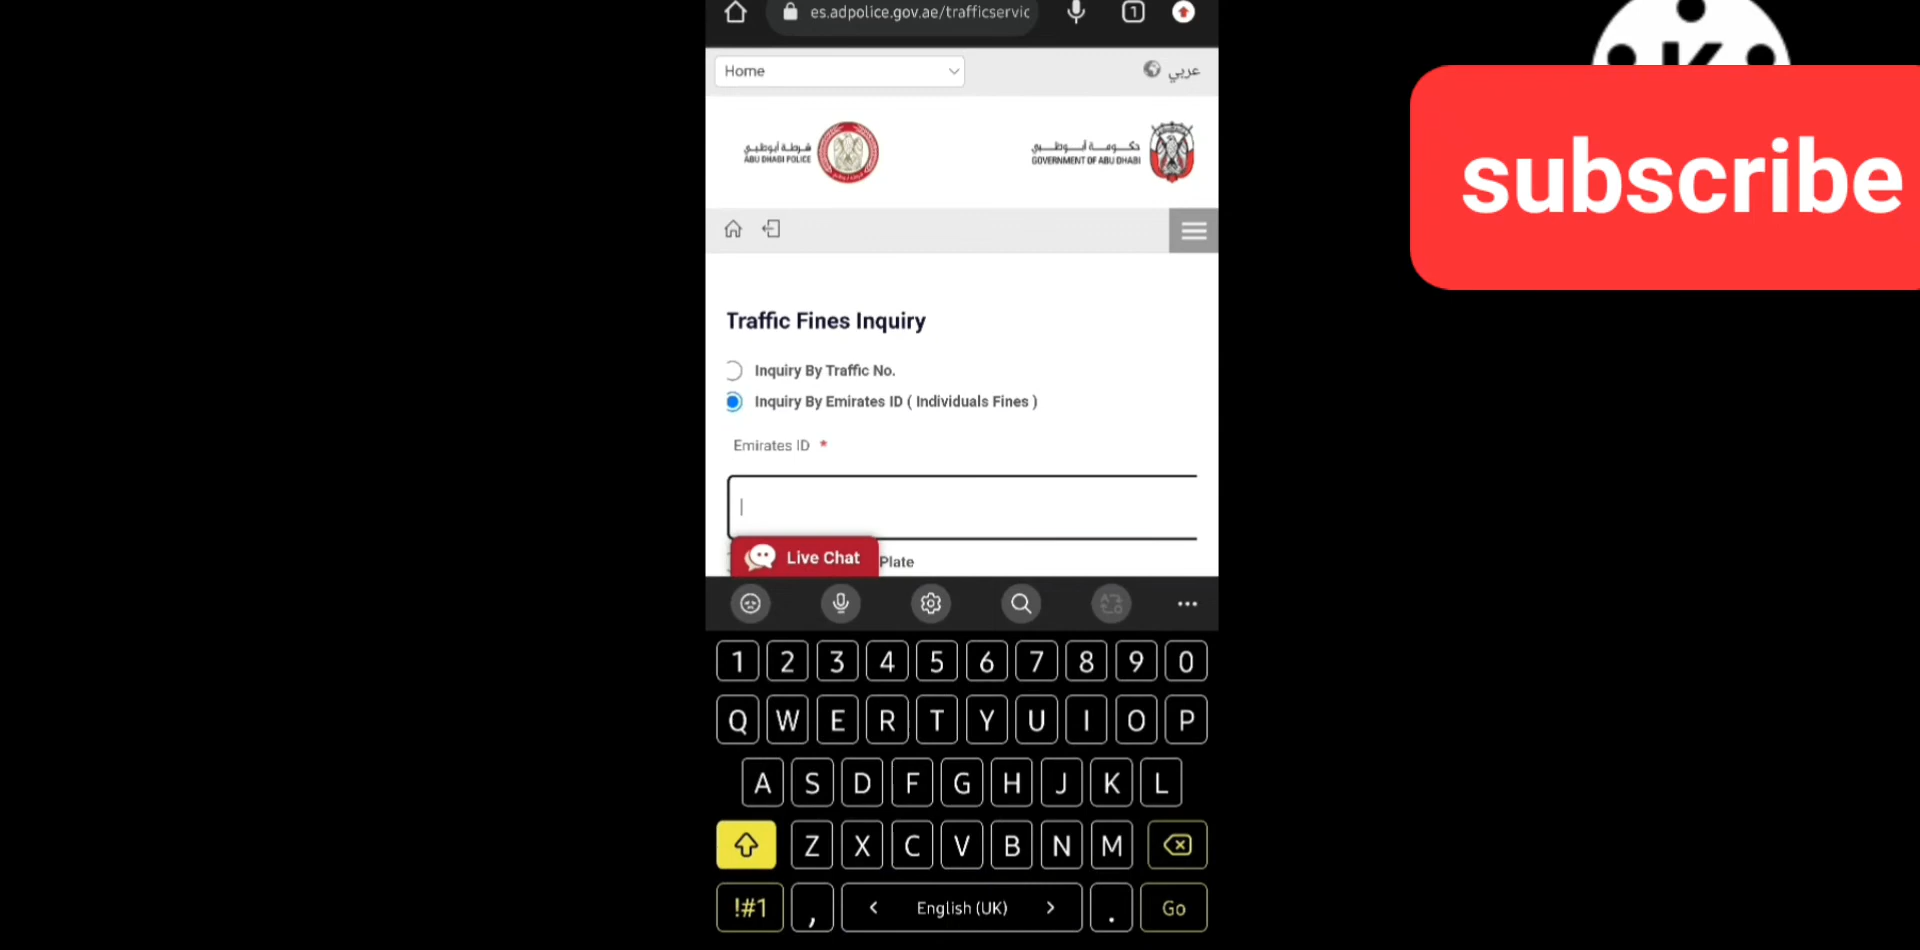 es.adpolice.gov.ae/trafficservic
1
Home
عربي
شرطة أبوظبي
ABU DHABI POLICE
حكومة أبوظبي
GOVERNMENT OF ABU DHABI
subscribe
Traffic Fines Inquiry
Inquiry By Traffic No.
Inquiry By Emirates ID ( Individuals Fines )
Emirates ID *
Live Chat
Plate
1 2 3 4 5 6 7 8 9 0
Q W E R T Y U I O P
A S D F G H J K L
Z X C V B N M
!#1 , < English (UK) > . Go